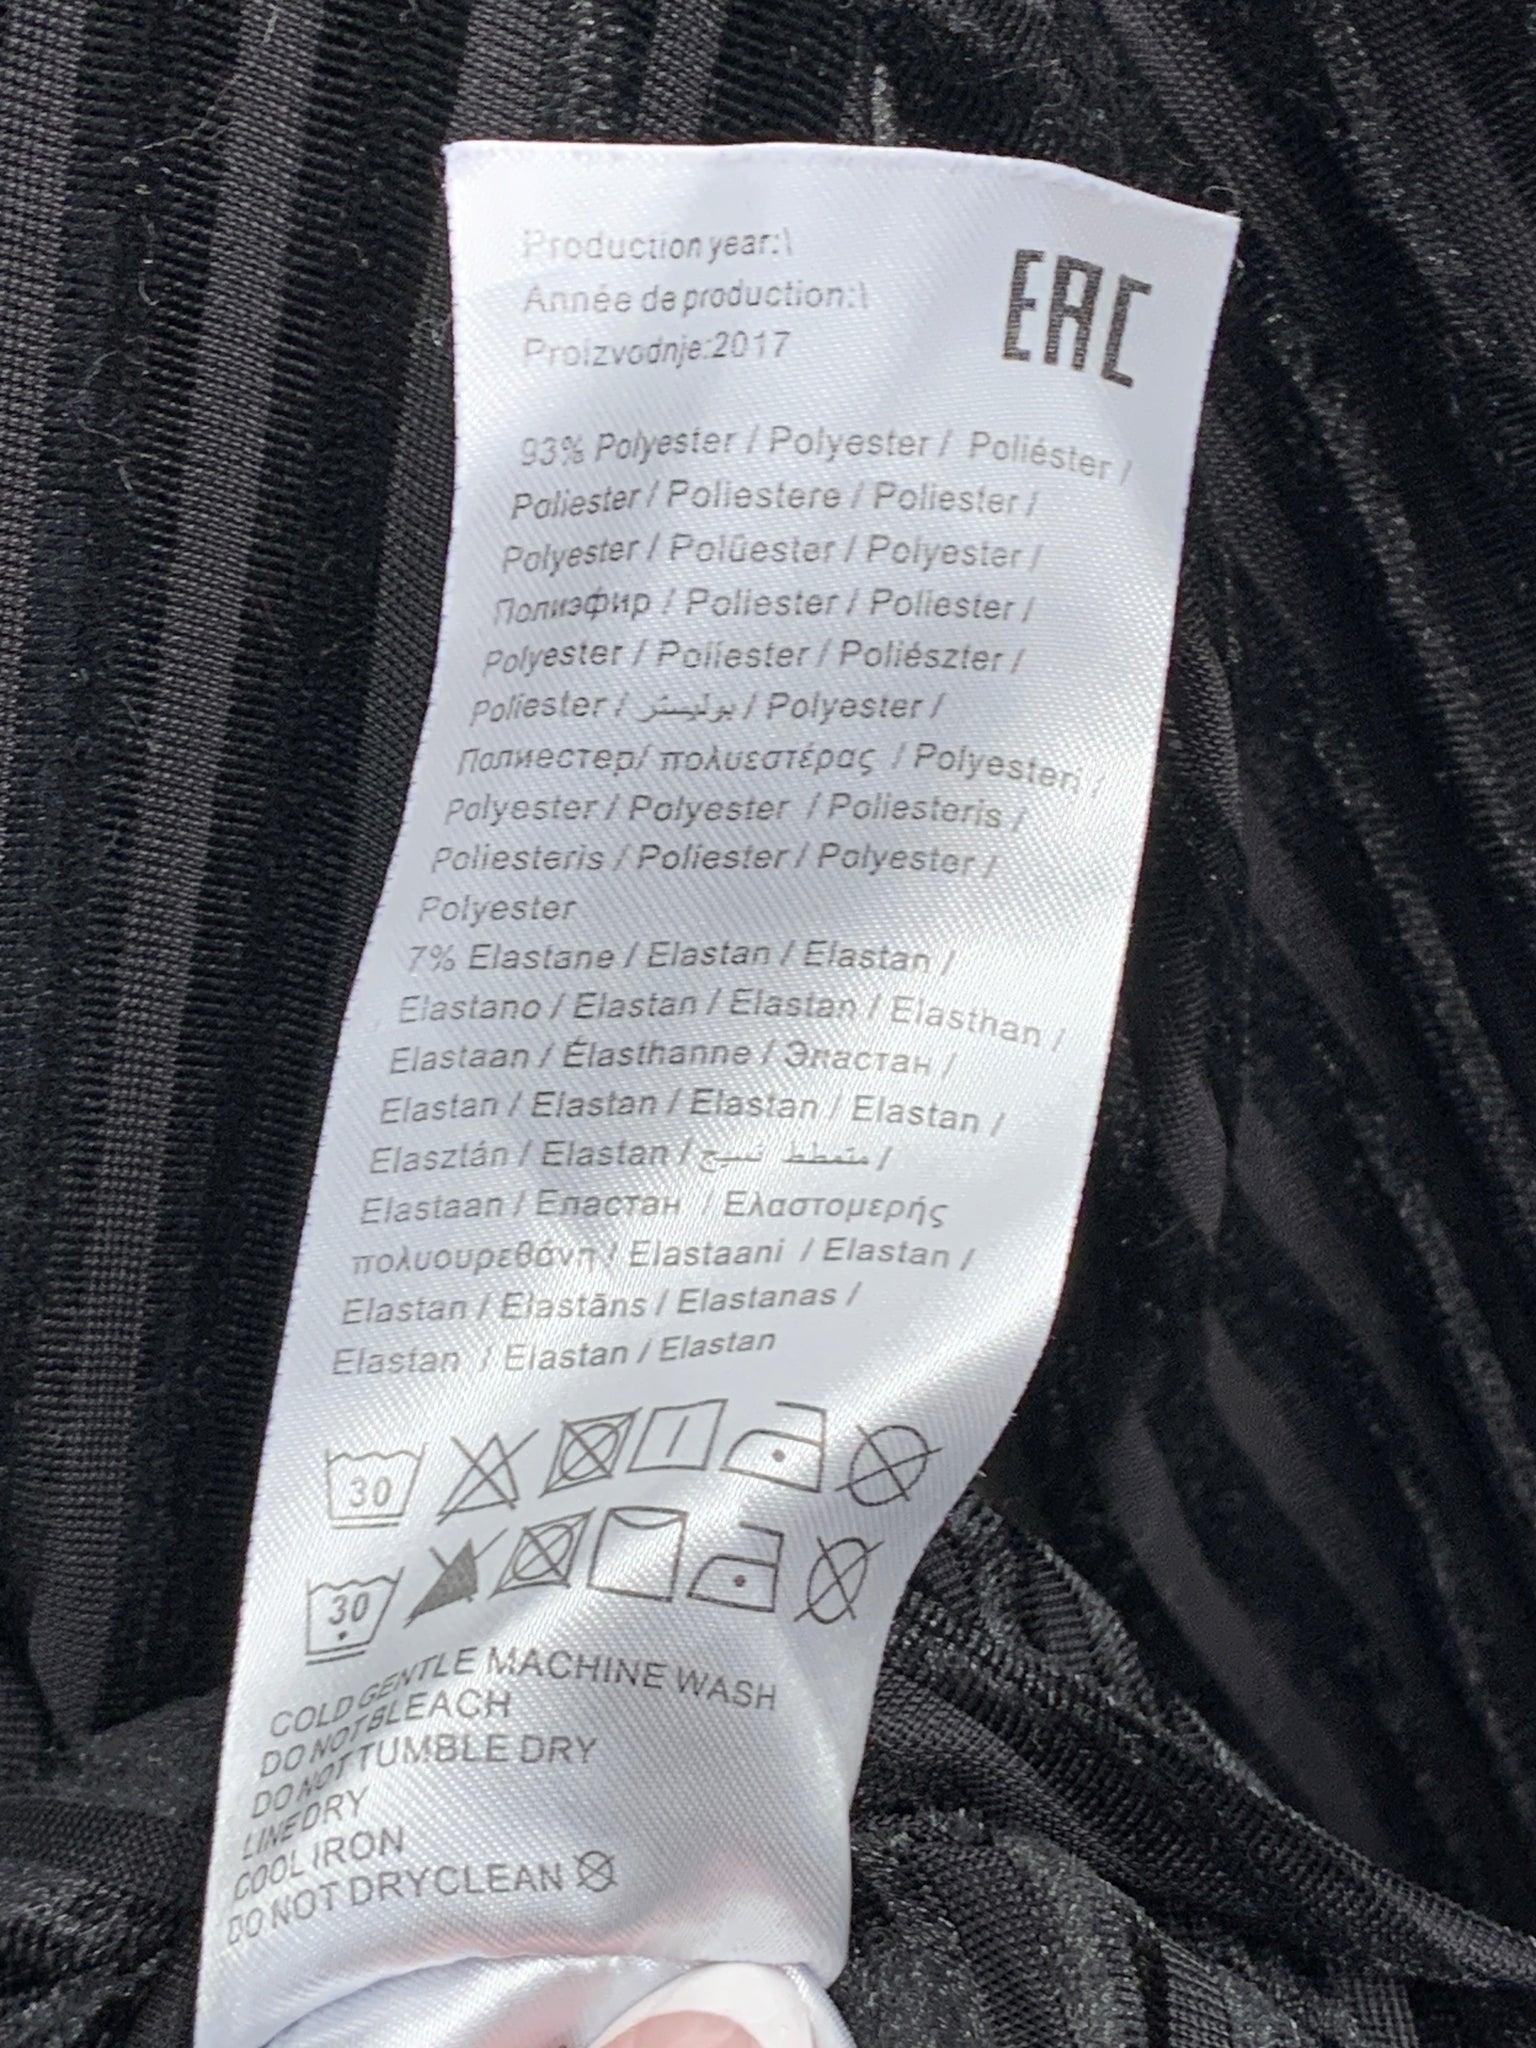 Production year:\
Année de production:\
Proizvodnje:2017
EAC
93% Polyester / Polyester / Poliéster /
Poliester / Poliestere / Poliester /
Polyester / Polüester / Polyester /
Полиэфир / Poliester / Poliester /
Polyester / Poliester / Poliészter /
Poliester / بوليستر / Polyester /
Полиестер/ πολυεστέρας / Polyesteri /
Polyester / Polyester / Poliesteris /
Poliesteris / Poliester / Polyester /
Polyester
7% Elastane / Elastan / Elastan /
Elastano / Elastan / Elastan / Elasthan /
Elastaan / Élasthanne / Эластан /
Elastan / Elastan / Elastan / Elastan /
Elasztán / Elastan / متمطط نسيج /
Elastaan / Еластан / Ελαστομερής
πολυουρεθάνη / Elastaani / Elastan /
Elastan / Elastāns / Elastanas /
Elastan / Elastan / Elastan
30
30
COLD GENTLE MACHINE WASH
DO NOT BLEACH
DO NOT TUMBLE DRY
LINE DRY
COOL IRON
DO NOT DRYCLEAN